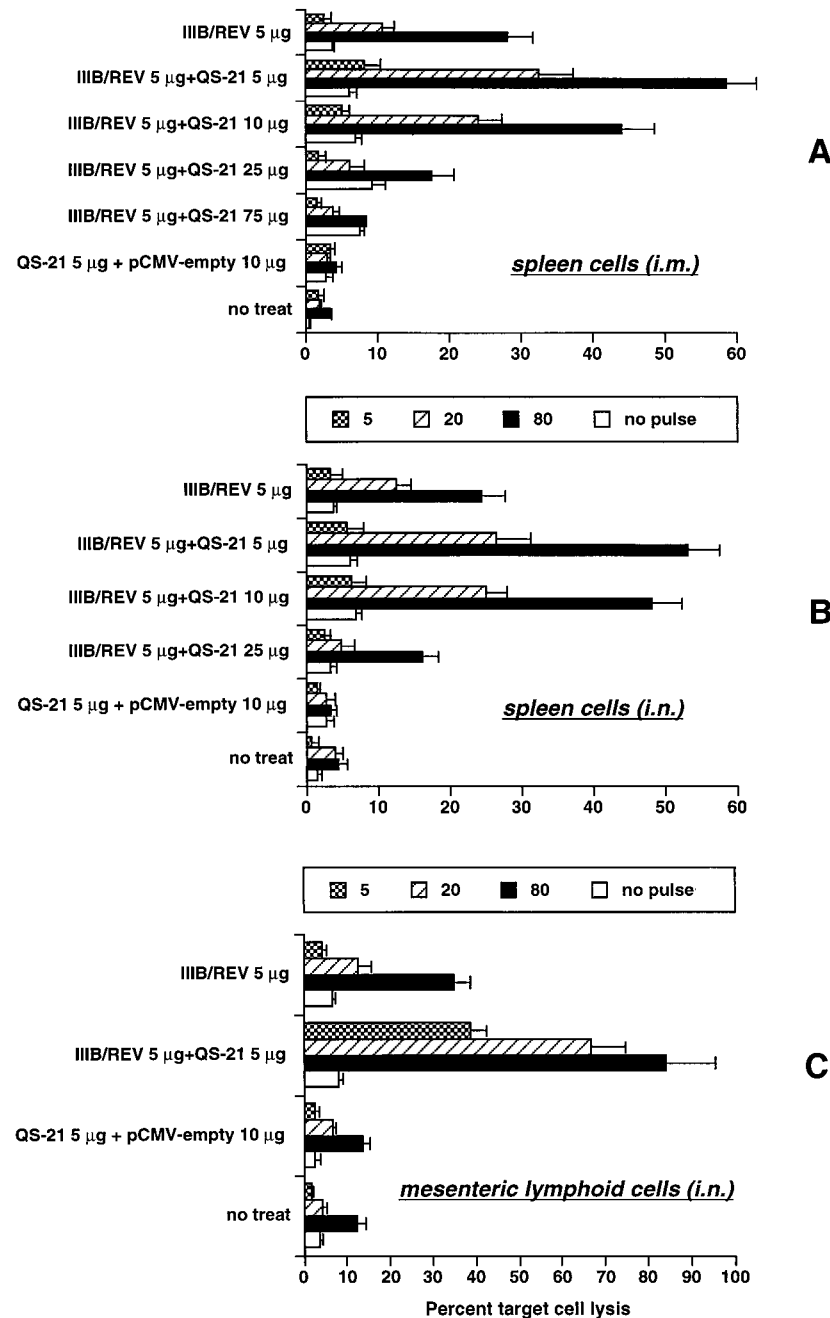 IIIB/REV 5 µg
IIIB/REV 5 µg+QS-21 5 µg
IIIB/REV 5 µg+QS-21 10 µg
A
IIIB/REV 5 µg+QS-21 25 µg
IIIB/REV 5 µg+QS-21 75 µg
QS-21 5 µg + pCMV-empty 10 µg
spleen cells (i.m.)
no treat
0 10 20 30 40 50 60
5 20 80 no pulse
IIIB/REV 5 µg
IIIB/REV 5 µg+QS-21 5 µg
IIIB/REV 5 µg+QS-21 10 µg
B
IIIB/REV 5 µg+QS-21 25 µg
QS-21 5 µg + pCMV-empty 10 µg
spleen cells (i.n.)
no treat
0 10 20 30 40 50 60
5 20 80 no pulse
IIIB/REV 5 µg
IIIB/REV 5 µg+QS-21 5 µg
C
QS-21 5 µg + pCMV-empty 10 µg
mesenteric lymphoid cells (i.n.)
no treat
0 10 20 30 40 50 60 70 80 90 100
Percent target cell lysis